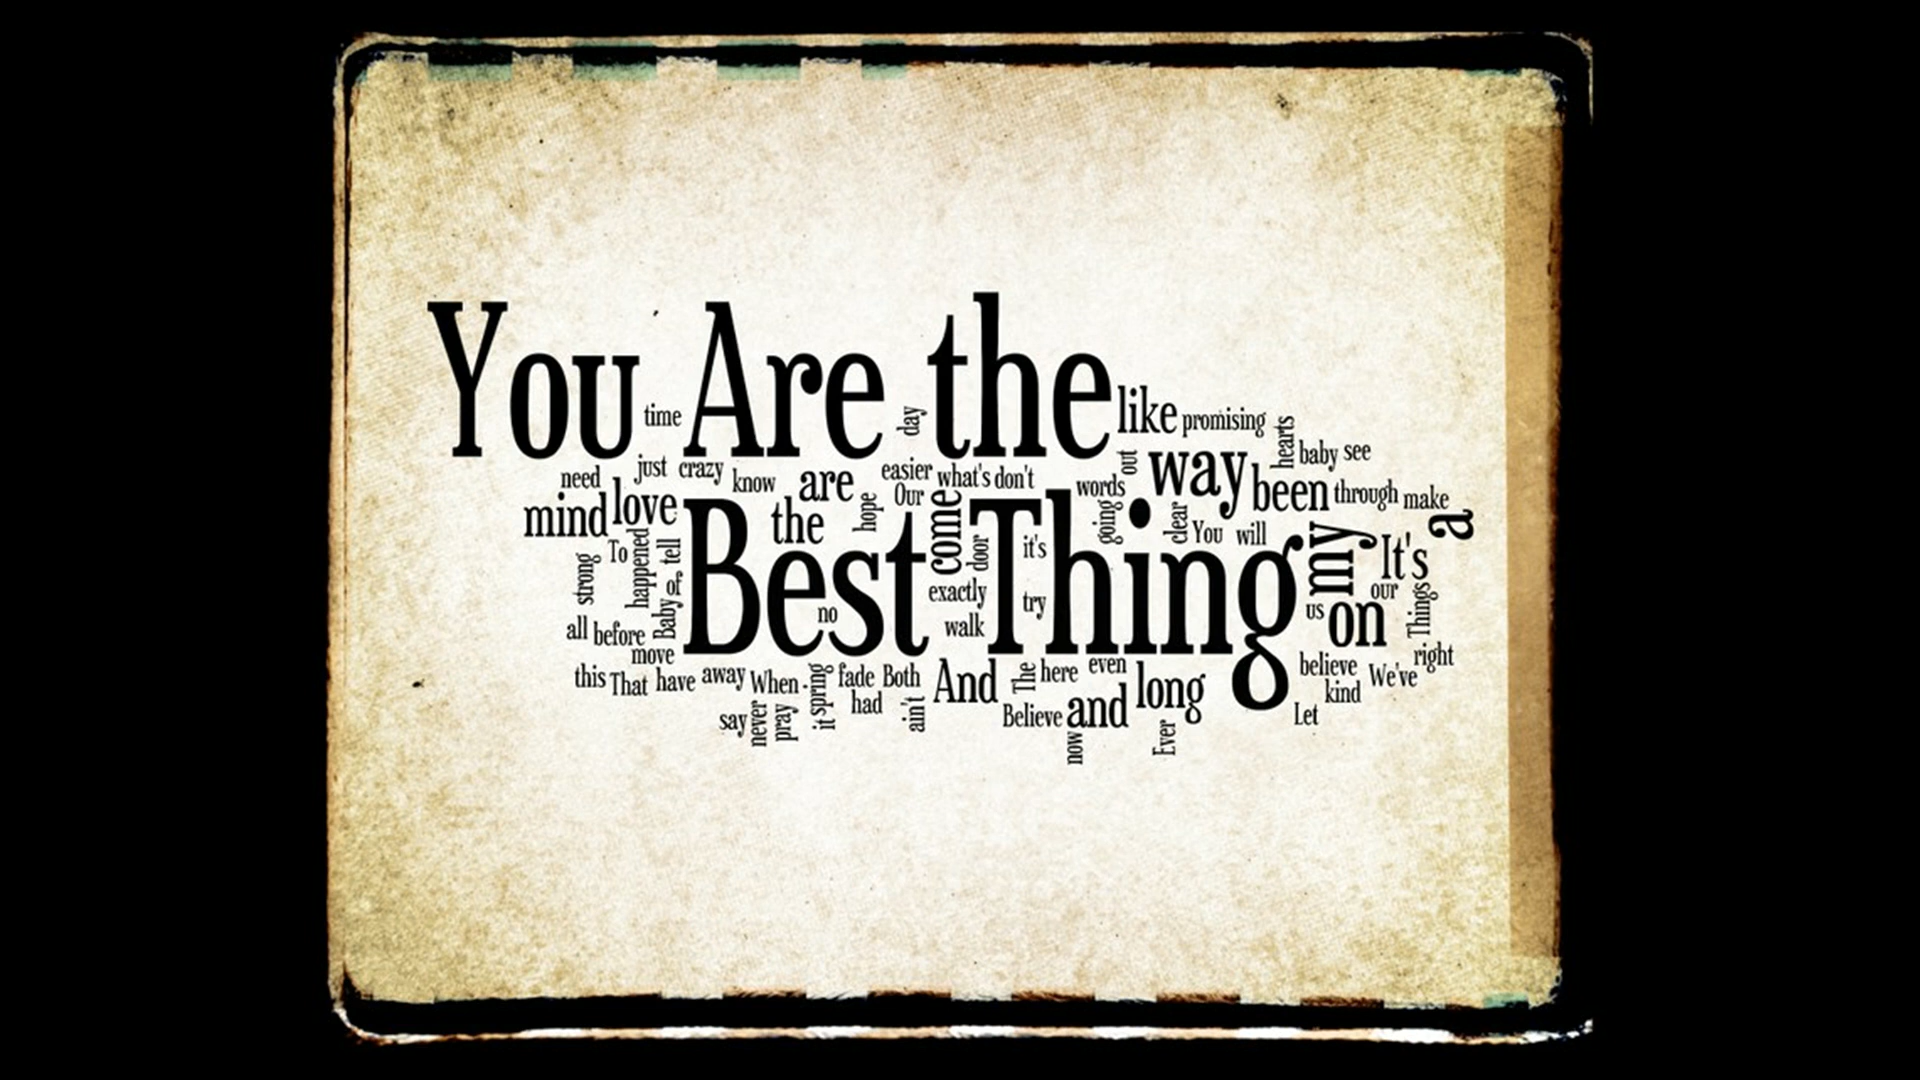 You Are the
time
day
like promising
hearts
baby see
need just crazy know are easier what's don't
words out way been through make
mind love
the
hope
Our
come
going
clear
You will
a
Best Thing
strong
To
happened
tell
of
Baby
no
door
it's
exactly
try
walk
my
It's
us on our
Things
all before
move
this That have away When
it spring
fade Both
had
ain't
And
The
here even
long
believe We've right
kind
Let
say
never
pray
Believe and
now
Ever